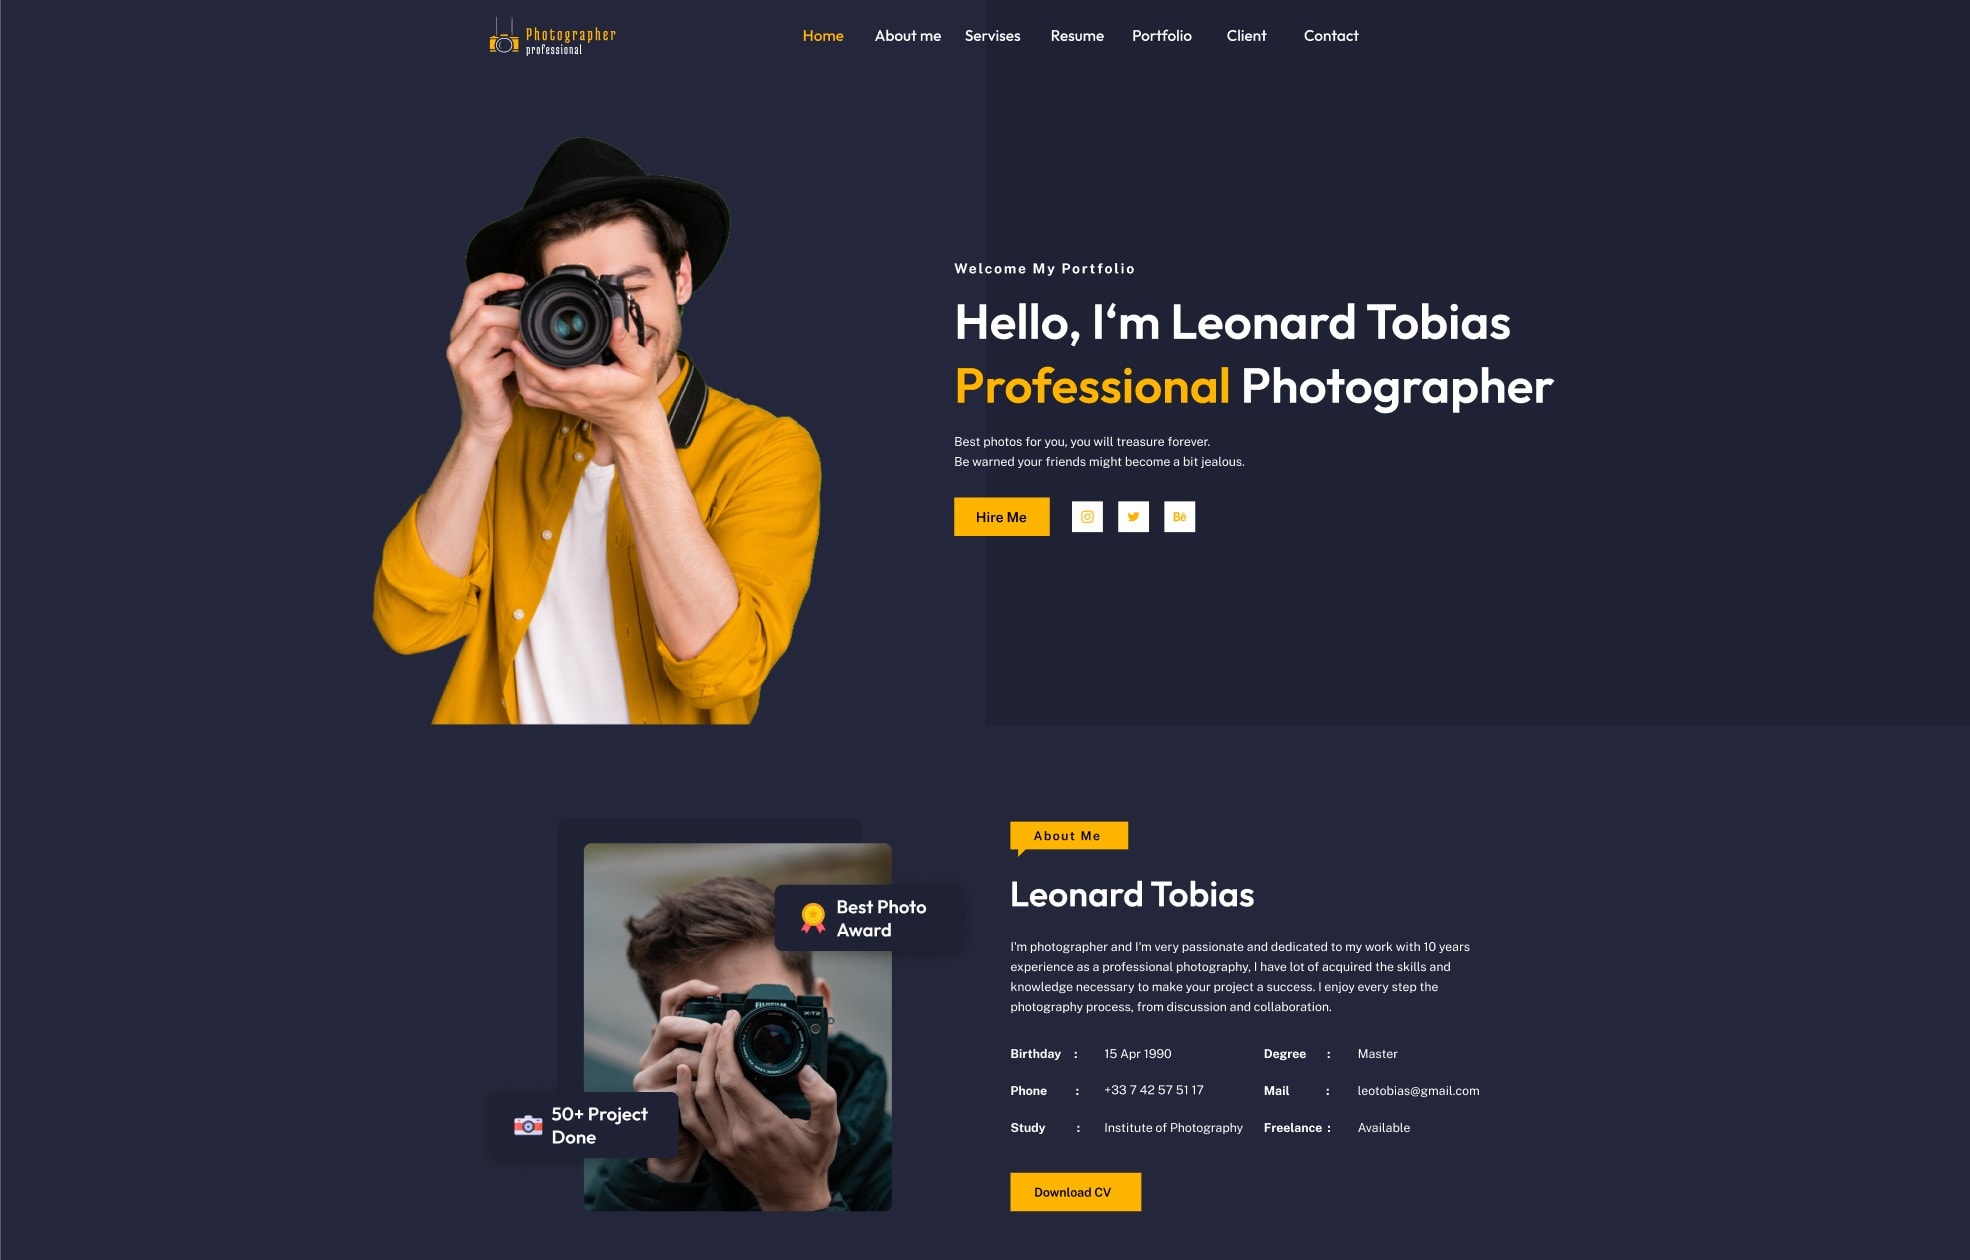 Photographer
professional
Home About me Servises Resume Portfolio Client Contact
Welcome My Portfolio
Hello, I‘m Leonard Tobias
Professional Photographer
Best photos for you, you will treasure forever.
Be warned your friends might become a bit jealous.
Hire Me
Bē
Best Photo
Award
FUJIFILM
X-T2
50+ Project
Done
About Me
Leonard Tobias
I'm photographer and I'm very passionate and dedicated to my work with 10 years
experience as a professional photography, I have lot of acquired the skills and
knowledge necessary to make your project a success. I enjoy every step the
photography process, from discussion and collaboration.
Birthday : 15 Apr 1990 Degree : Master
Phone : +33 7 42 57 51 17 Mail : leotobias@gmail.com
Study : Institute of Photography Freelance : Available
Download CV